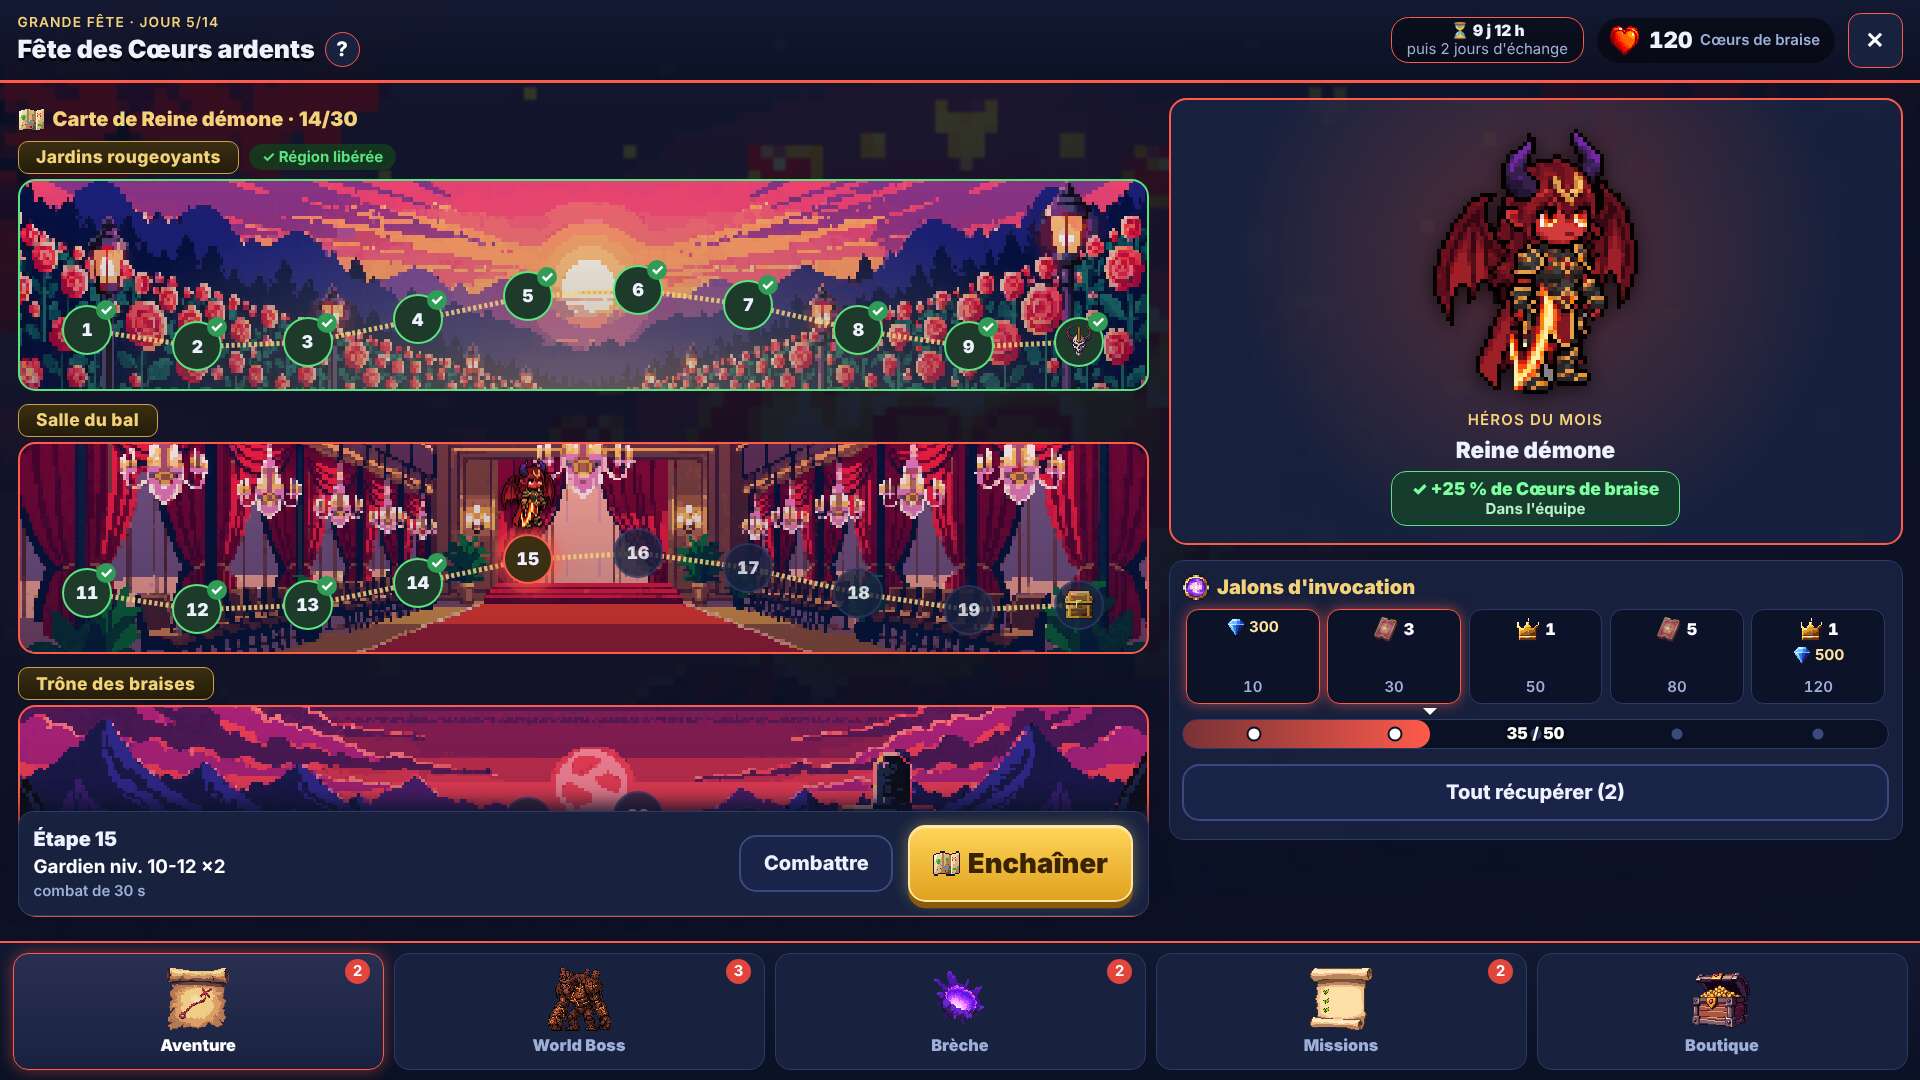 GRANDE FÊTE · JOUR 5/14
Fête des Cœurs ardents ?
9 j 12 h
puis 2 jours d'échange
120 Cœurs de braise
Carte de Reine démone · 14/30
Jardins rougeoyants
Région libérée
1
2
3
4
5
6
7
8
9
Salle du bal
11
12
13
14
15
16
17
18
19
Trône des braises
Étape 15
Gardien niv. 10-12 ×2
combat de 30 s
Combattre
Enchaîner
HÉROS DU MOIS
Reine démone
+25 % de Cœurs de braise
Dans l'équipe
Jalons d'invocation
300
10
3
30
1
50
5
80
1
500
120
35 / 50
Tout récupérer (2)
2
Aventure
3
World Boss
2
Brèche
2
Missions
Boutique